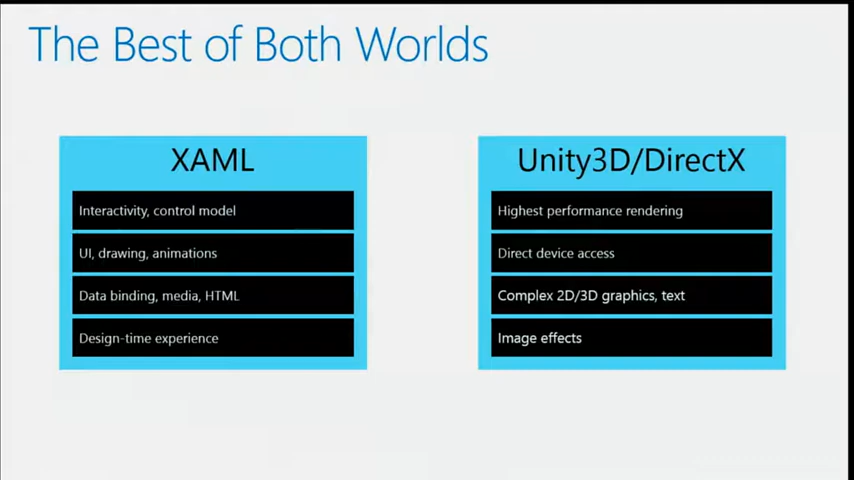 The Best of Both Worlds
XAML
Interactivity, control model
UI, drawing, animations
Data binding, media, HTML
Design-time experience
Unity3D/DirectX
Highest performance rendering
Direct device access
Complex 2D/3D graphics, text
Image effects